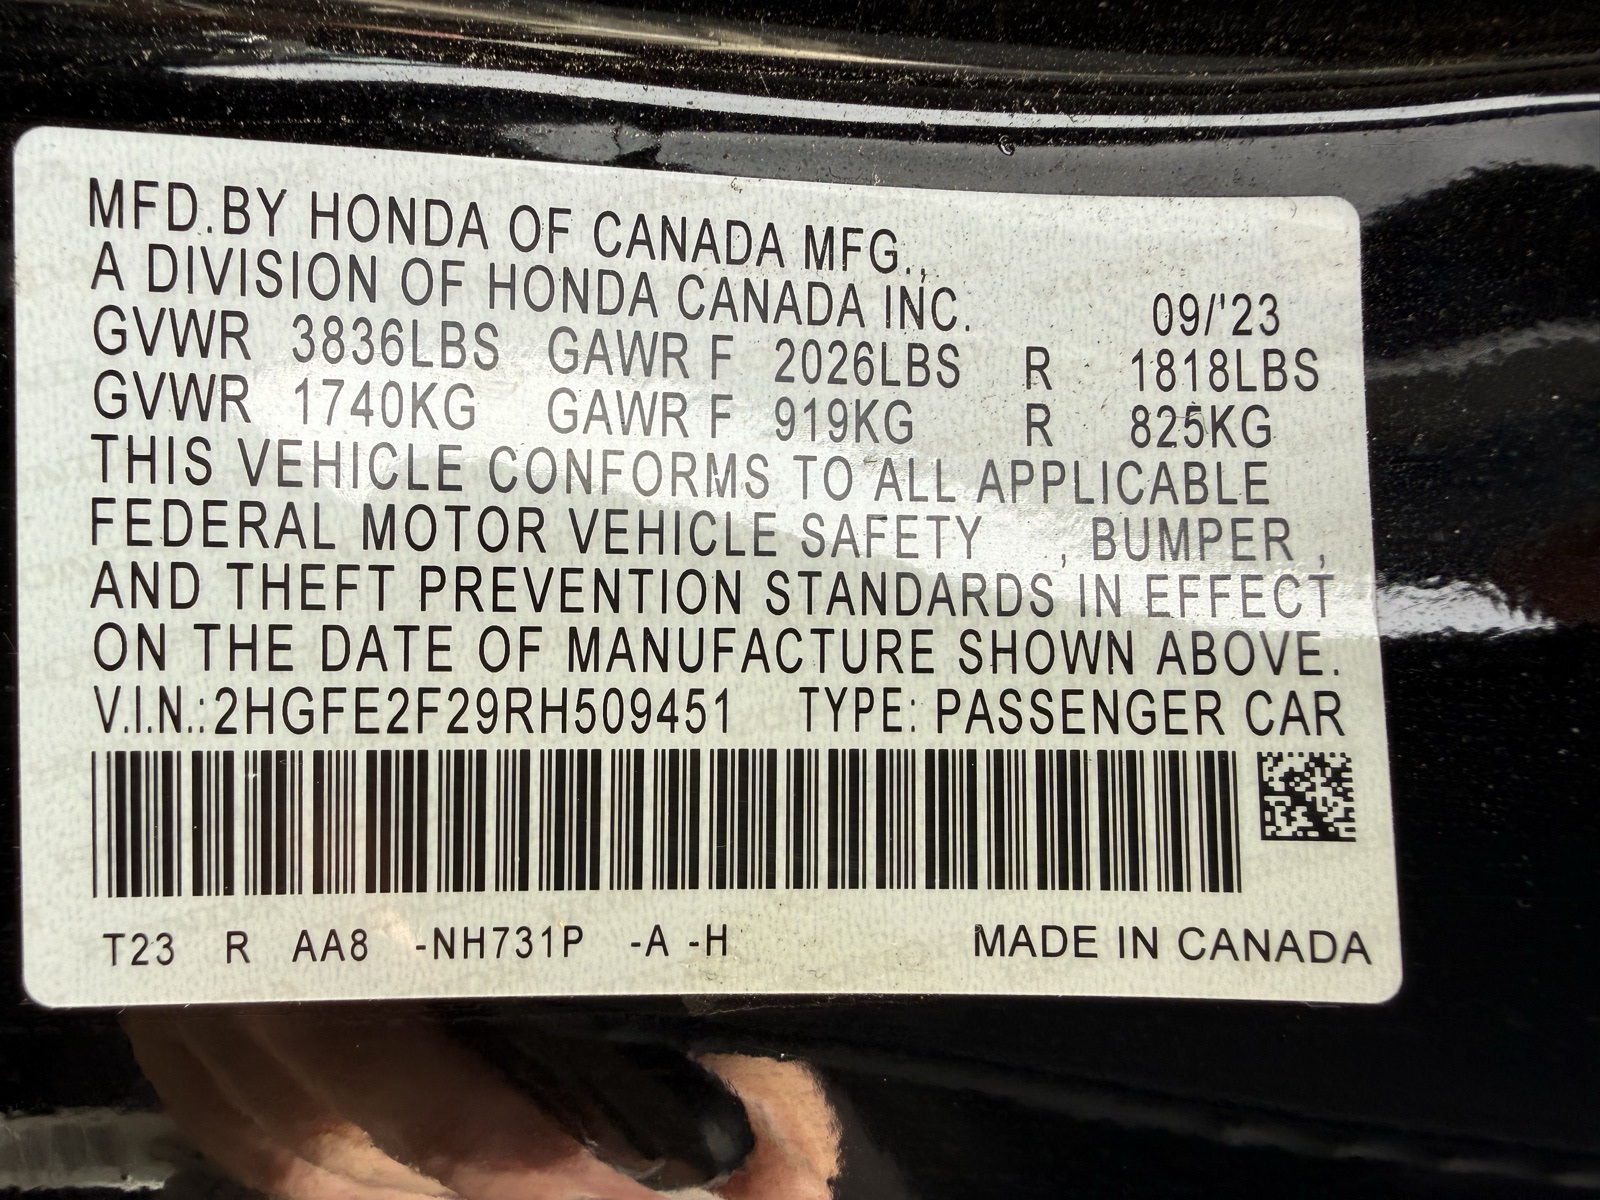 MFD.BY HONDA OF CANADA MFG.,
A DIVISION OF HONDA CANADA INC. 09/'23
GVWR 3836LBS GAWR F 2026LBS R 1818LBS
GVWR 1740KG GAWR F 919KG R 825KG
THIS VEHICLE CONFORMS TO ALL APPLICABLE
FEDERAL MOTOR VEHICLE SAFETY , BUMPER ,
AND THEFT PREVENTION STANDARDS IN EFFECT
ON THE DATE OF MANUFACTURE SHOWN ABOVE.
V.I.N.:2HGFE2F29RH509451 TYPE: PASSENGER CAR
T23 R AA8 -NH731P -A -H MADE IN CANADA